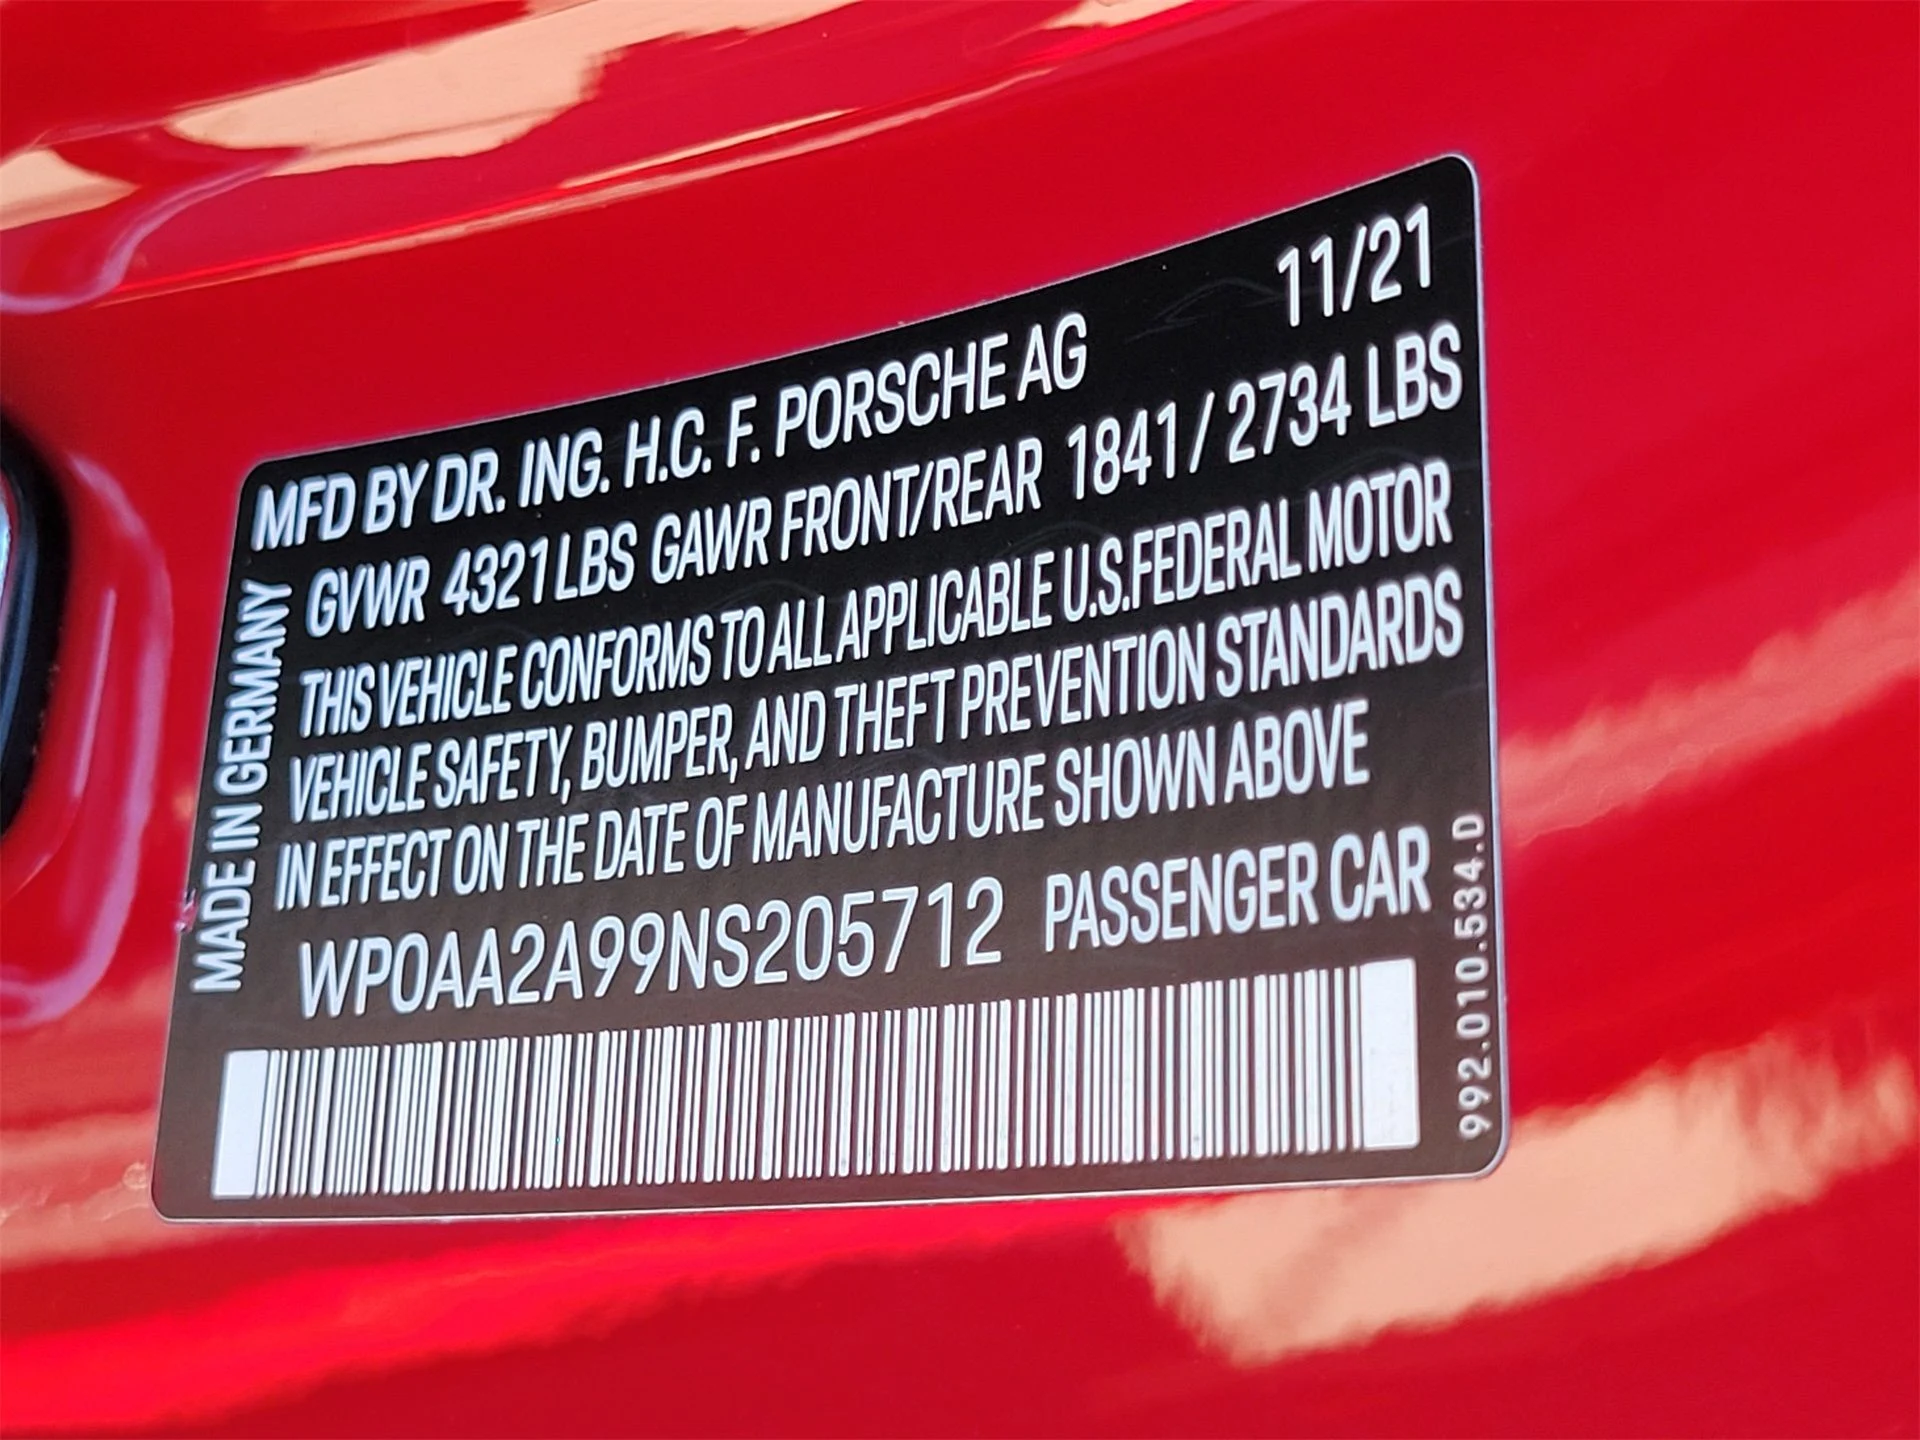 MFD BY DR. ING. H.C. F. PORSCHE AG 11/21
GVWR 4321 LBS GAWR FRONT/REAR 1841 / 2734 LBS
THIS VEHICLE CONFORMS TO ALL APPLICABLE U.S.FEDERAL MOTOR
VEHICLE SAFETY, BUMPER, AND THEFT PREVENTION STANDARDS
IN EFFECT ON THE DATE OF MANUFACTURE SHOWN ABOVE
WP0AA2A99NS205712 PASSENGER CAR
MADE IN GERMANY
992.010.534.D